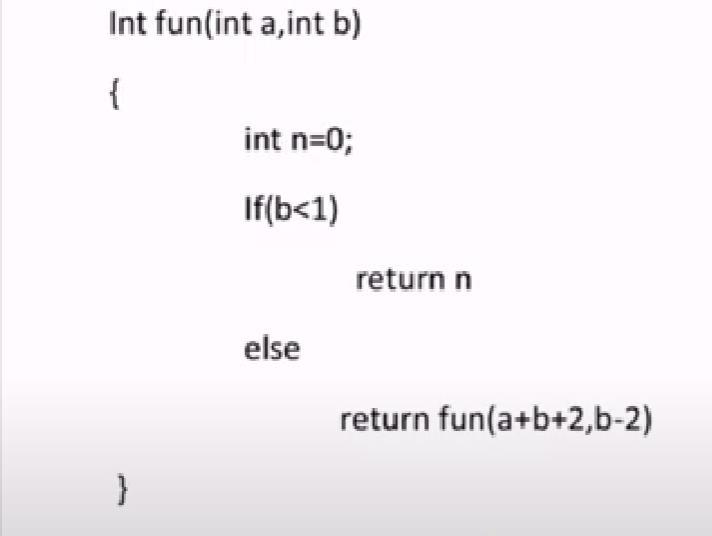 Int fun(int a,int b)
{
int n=0;
If(b<1)
return n
else
return fun(a+b+2,b-2)
}